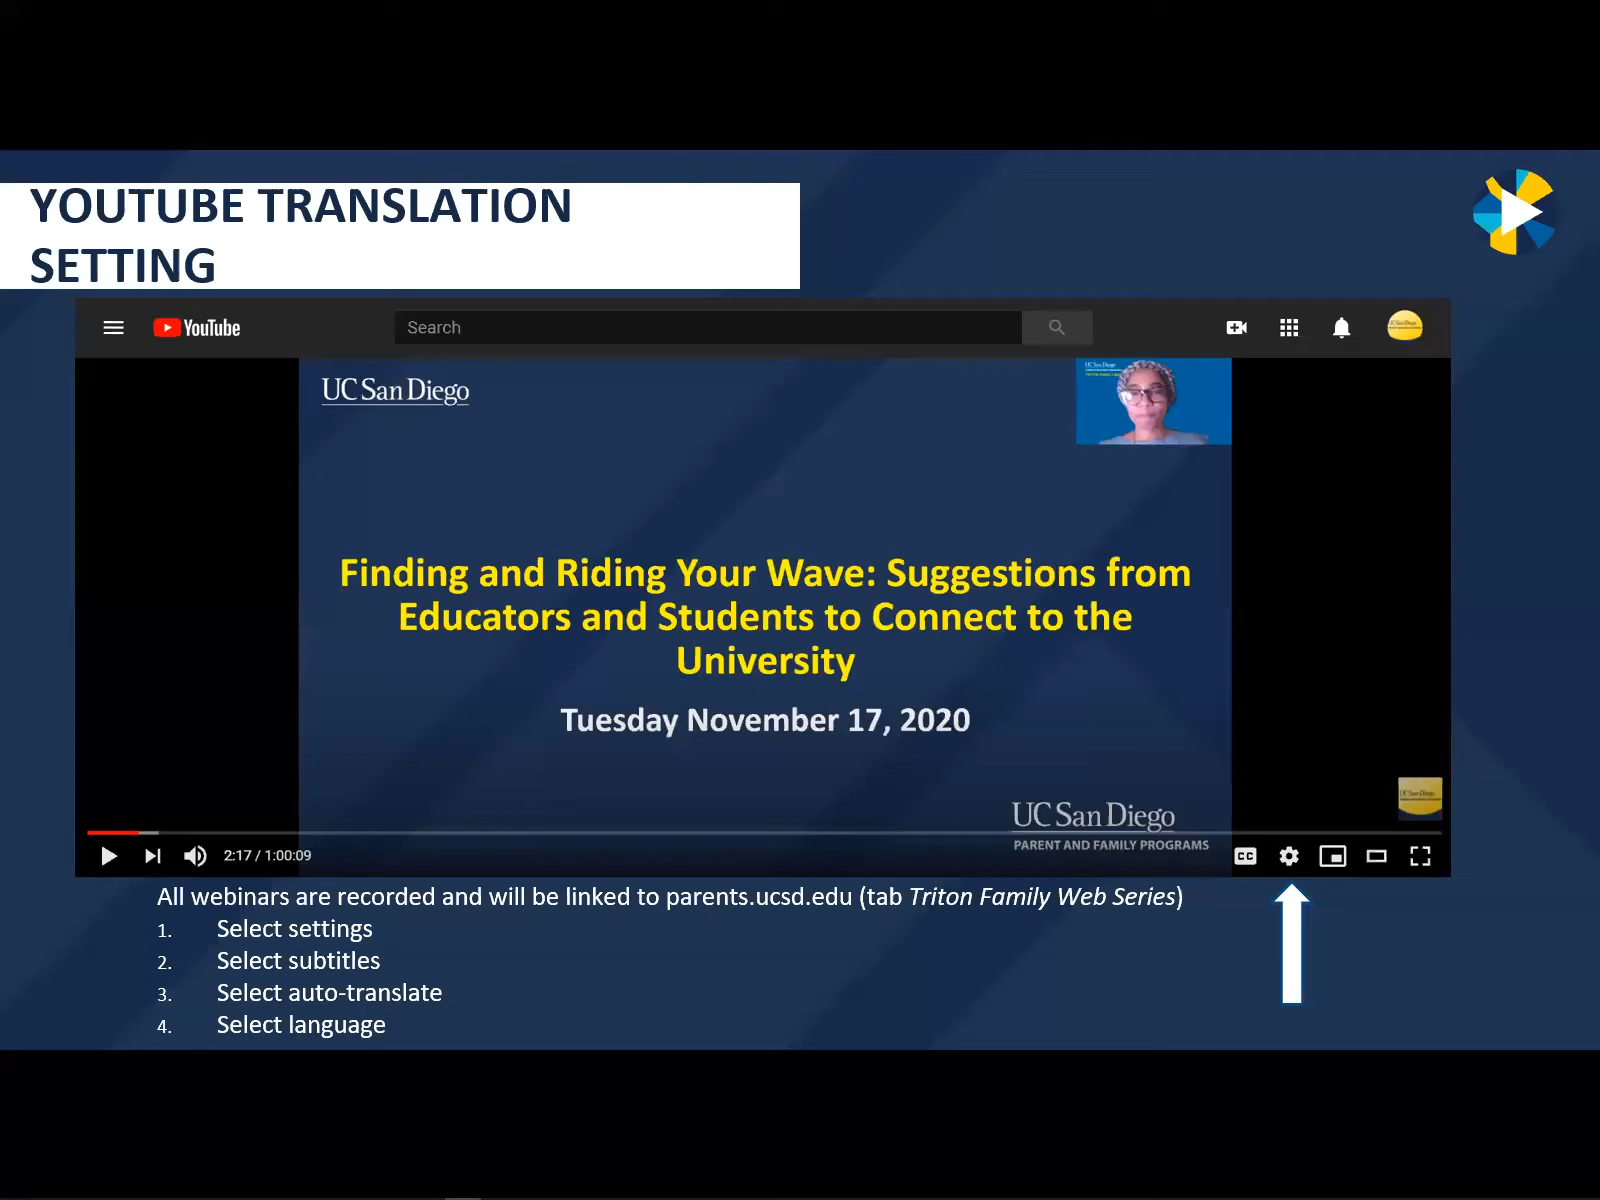 YOUTUBE TRANSLATION
SETTING
YouTube
Search
UC San Diego
Finding and Riding Your Wave: Suggestions from
Educators and Students to Connect to the
University
Tuesday November 17, 2020
UC San Diego
PARENT AND FAMILY PROGRAMS
2:17 / 1:00:09
CC
All webinars are recorded and will be linked to parents.ucsd.edu (tab Triton Family Web Series)
1. Select settings
2. Select subtitles
3. Select auto-translate
4. Select language